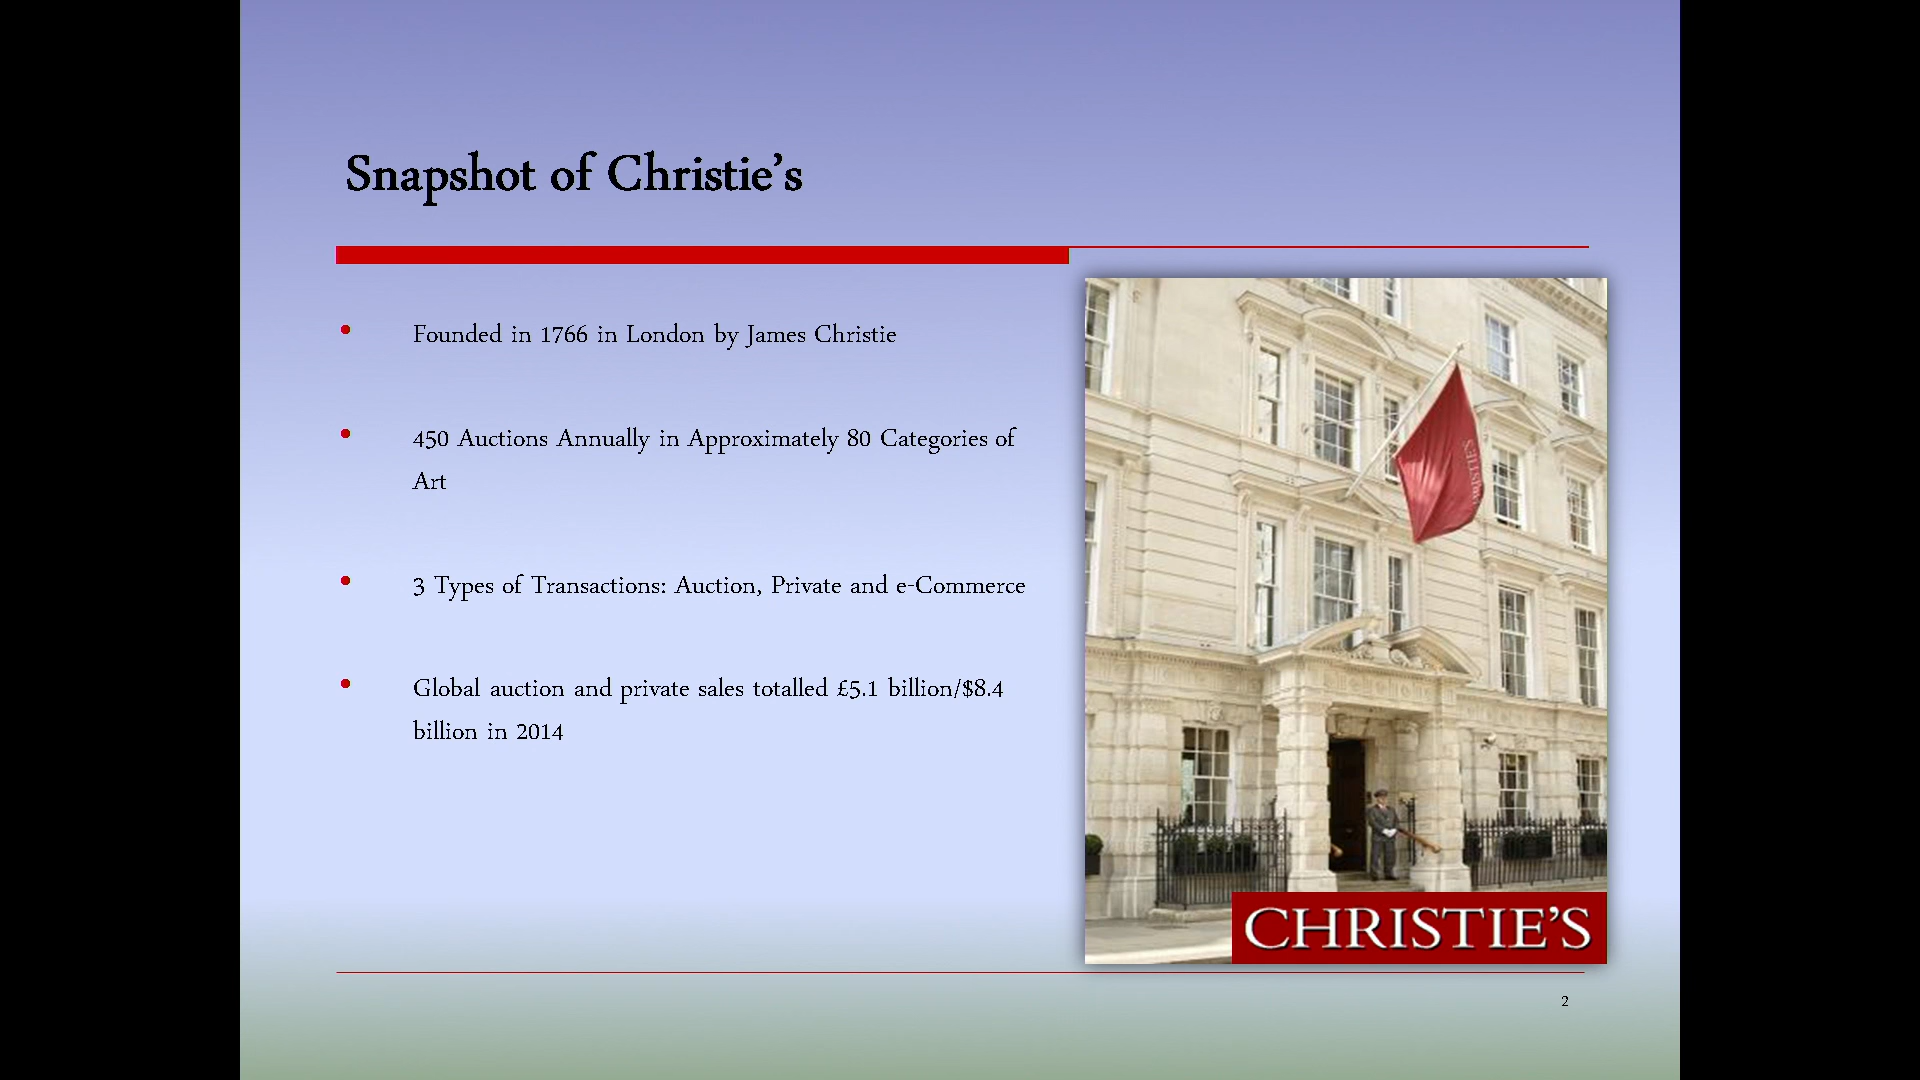 Snapshot of Christie's
• Founded in 1766 in London by James Christie
• 450 Auctions Annually in Approximately 80 Categories of
Art
• 3 Types of Transactions: Auction, Private and e-Commerce
• Global auction and private sales totalled £5.1 billion/$8.4
billion in 2014
CHRISTIE'S
CHRISTIE'S
2